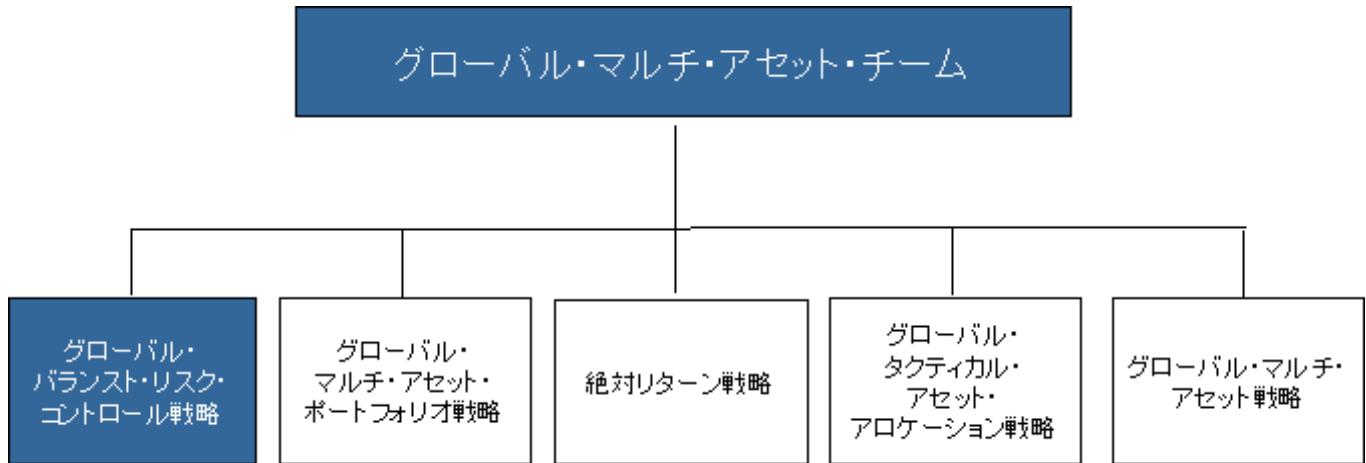 グローバル・マルチ・アセット・チーム
グローバル・
バランスト・リスク・
コントロール戦略
グローバル・
マルチ・アセット・
ポートフォリオ戦略
絶対リターン戦略
グローバル・
タクティカル・
アセット・
アロケーション戦略
グローバル・マルチ・
アセット戦略